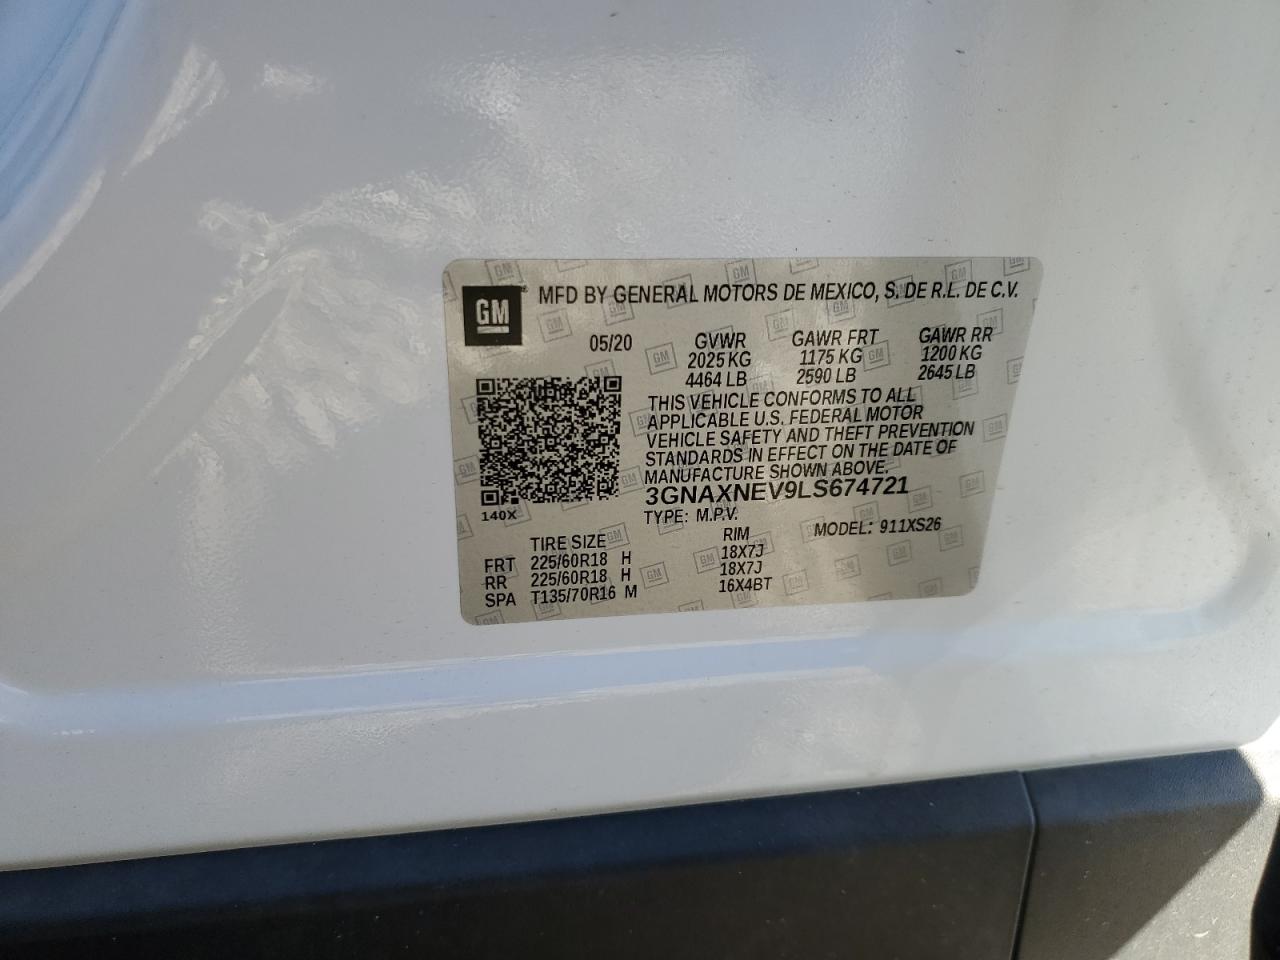 GM
MFD BY GENERAL MOTORS DE MEXICO, S. DE R.L. DE C.V.
05/20 GVWR GAWR FRT GAWR RR
2025 KG 1175 KG 1200 KG
4464 LB 2590 LB 2645 LB
THIS VEHICLE CONFORMS TO ALL
APPLICABLE U.S. FEDERAL MOTOR
VEHICLE SAFETY AND THEFT PREVENTION
STANDARDS IN EFFECT ON THE DATE OF
MANUFACTURE SHOWN ABOVE.
3GNAXNEV9LS674721
140X
TYPE: M.P.V. MODEL: 911XS26
TIRE SIZE RIM
FRT 225/60R18 H 18X7J
RR 225/60R18 H 18X7J
SPA T135/70R16 M 16X4BT